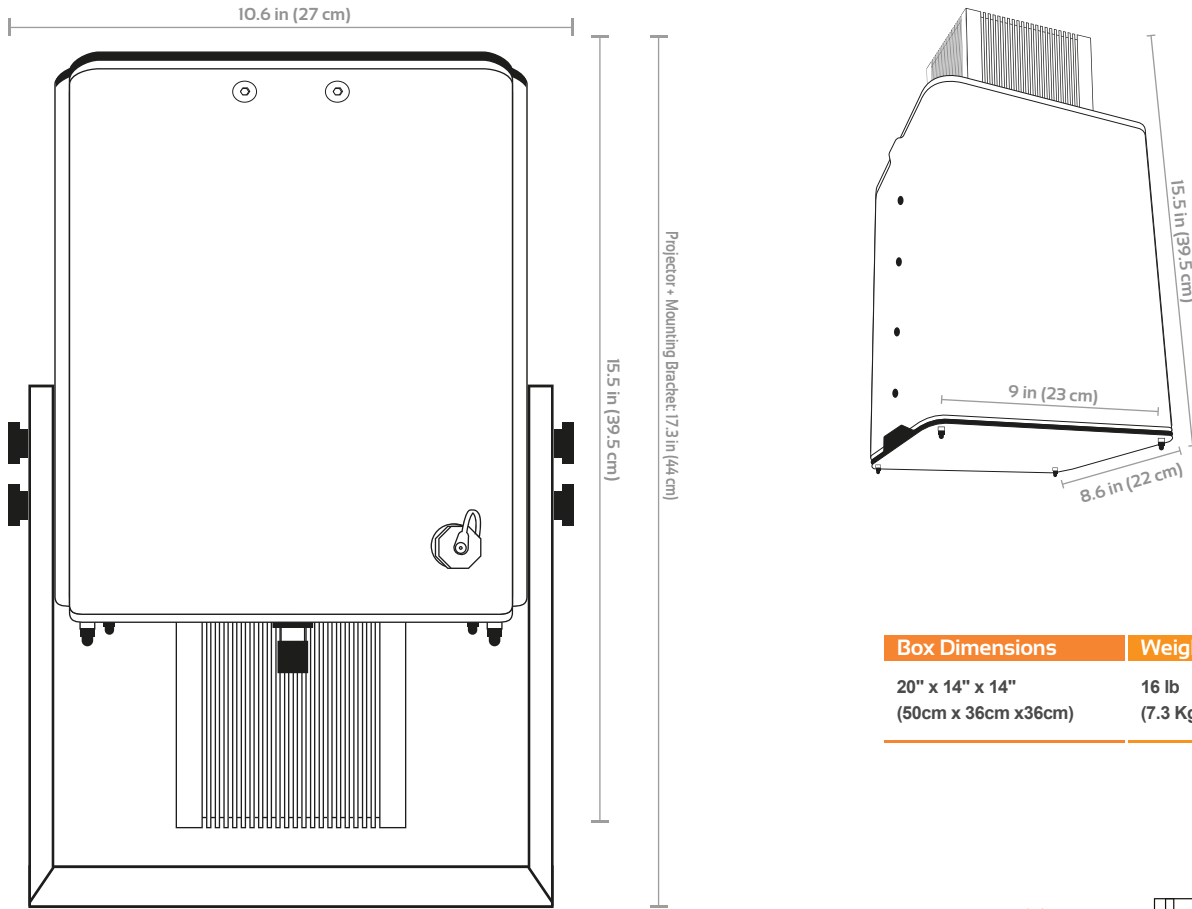 10.6 in (27 cm)
15.5 in (39.5 cm)
Projector + Mounting Bracket: 17.3 in (44 cm)
15.5 in (39.5 cm)
9 in (23 cm)
8.6 in (22 cm)
Box Dimensions
20" x 14" x 14"
(50cm x 36cm x36cm)
16 lb
(7.3